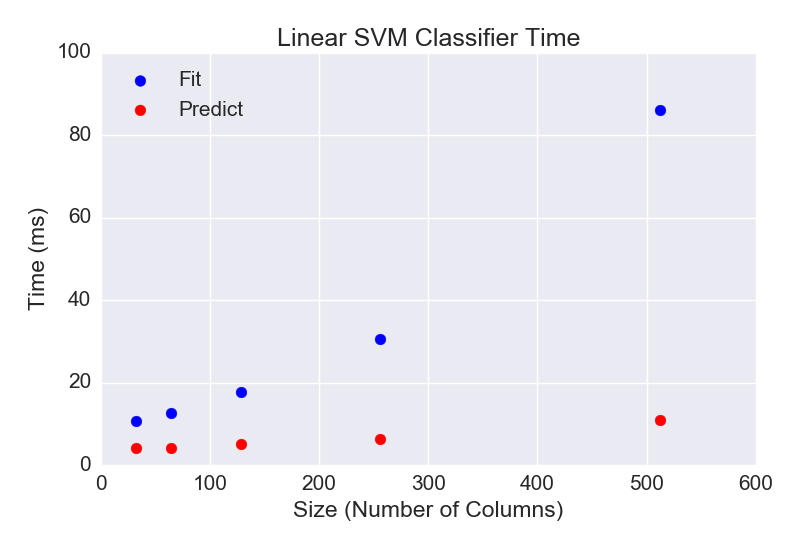 Linear SVM Classifier Time
Fit
Predict
100
80
60
40
20
0
Time (ms)
0 100 200 300 400 500 600
Size (Number of Columns)